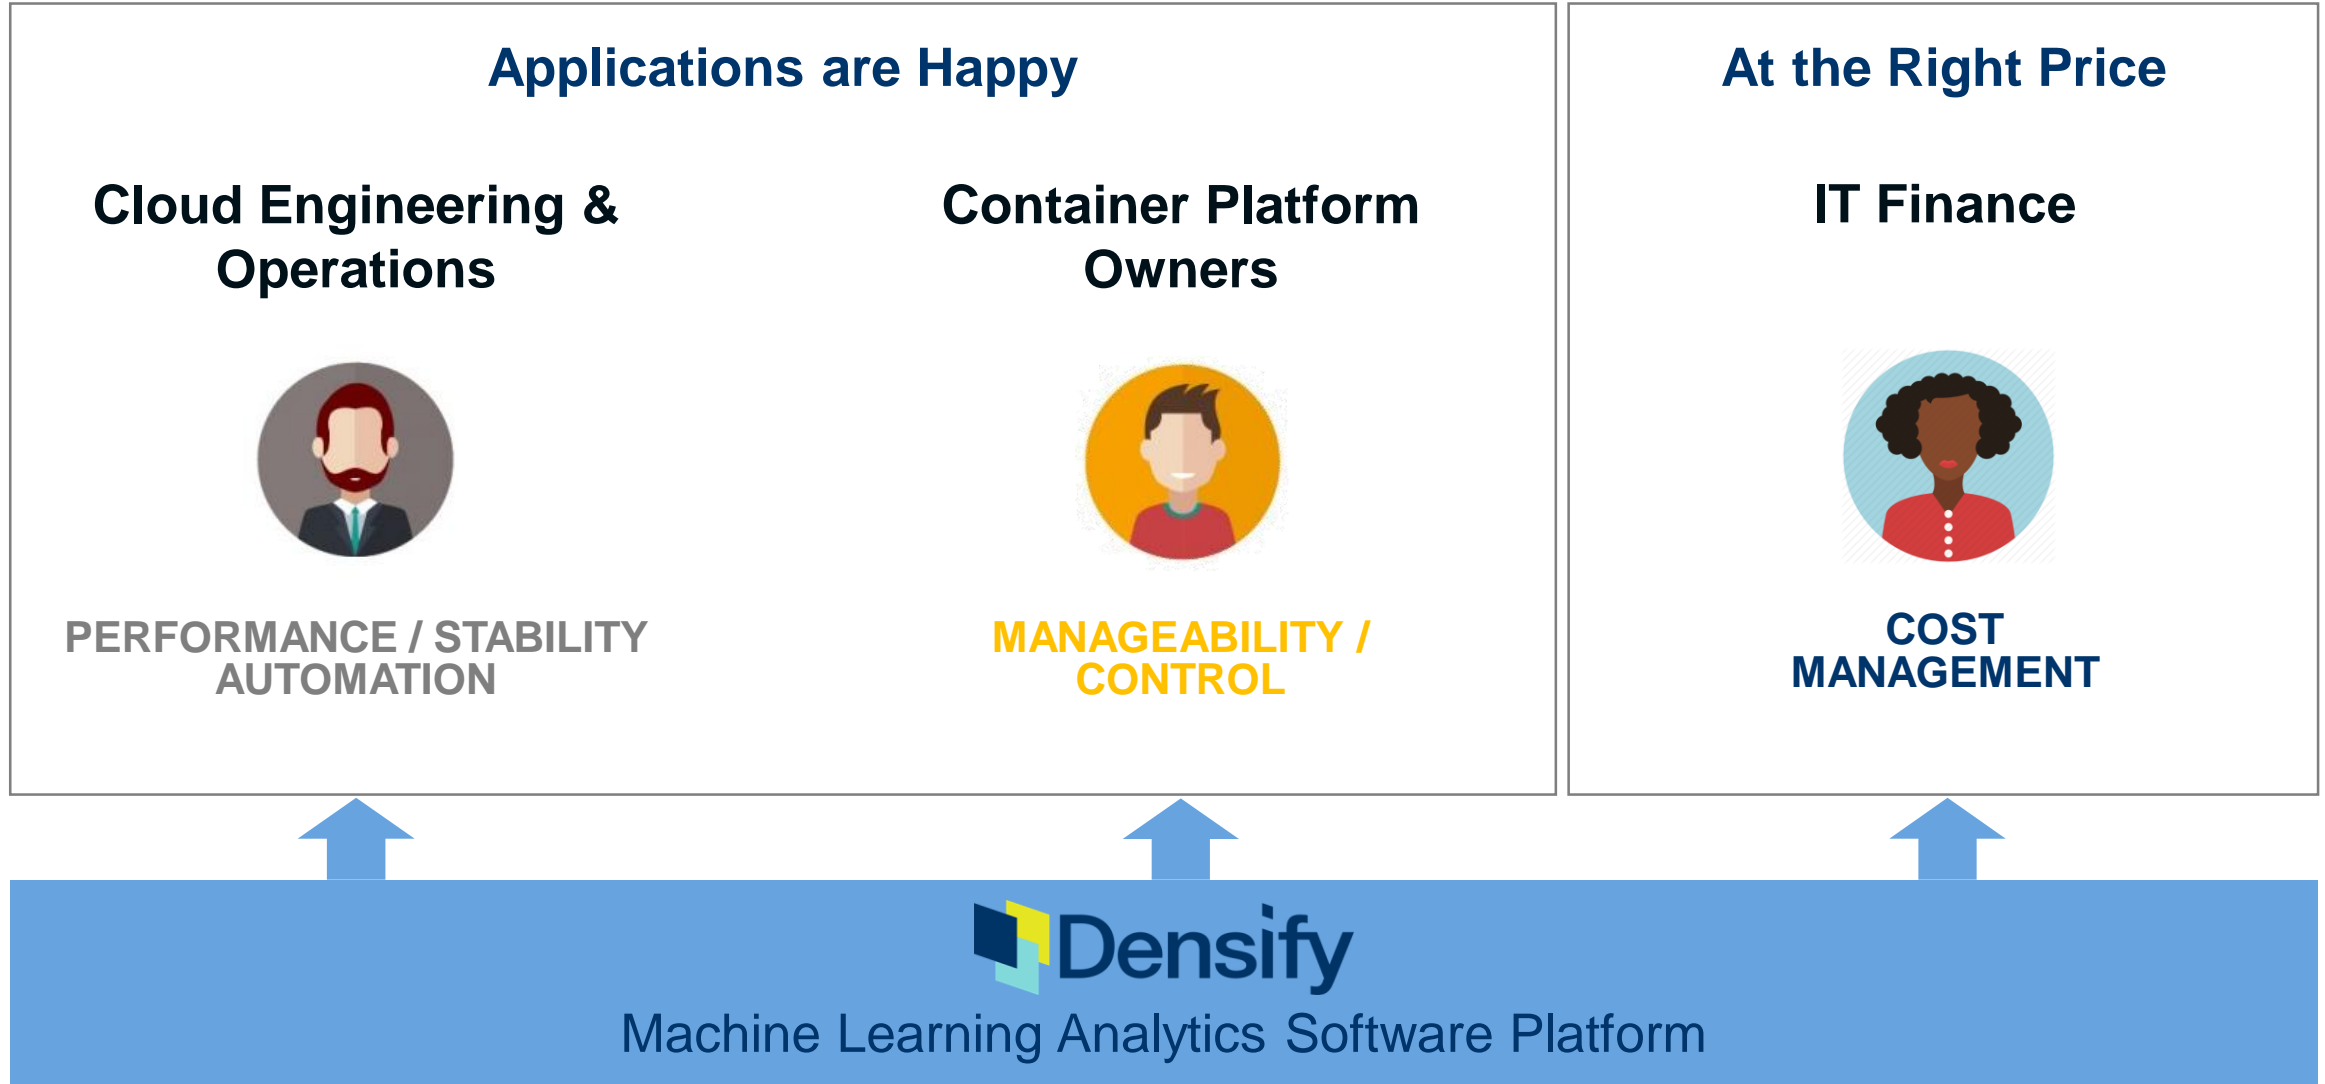 Applications are Happy
At the Right Price
Cloud Engineering &
Operations
Container Platform
Owners
IT Finance
PERFORMANCE / STABILITY
AUTOMATION
MANAGEABILITY /
CONTROL
COST
MANAGEMENT
Densify
Machine Learning Analytics Software Platform